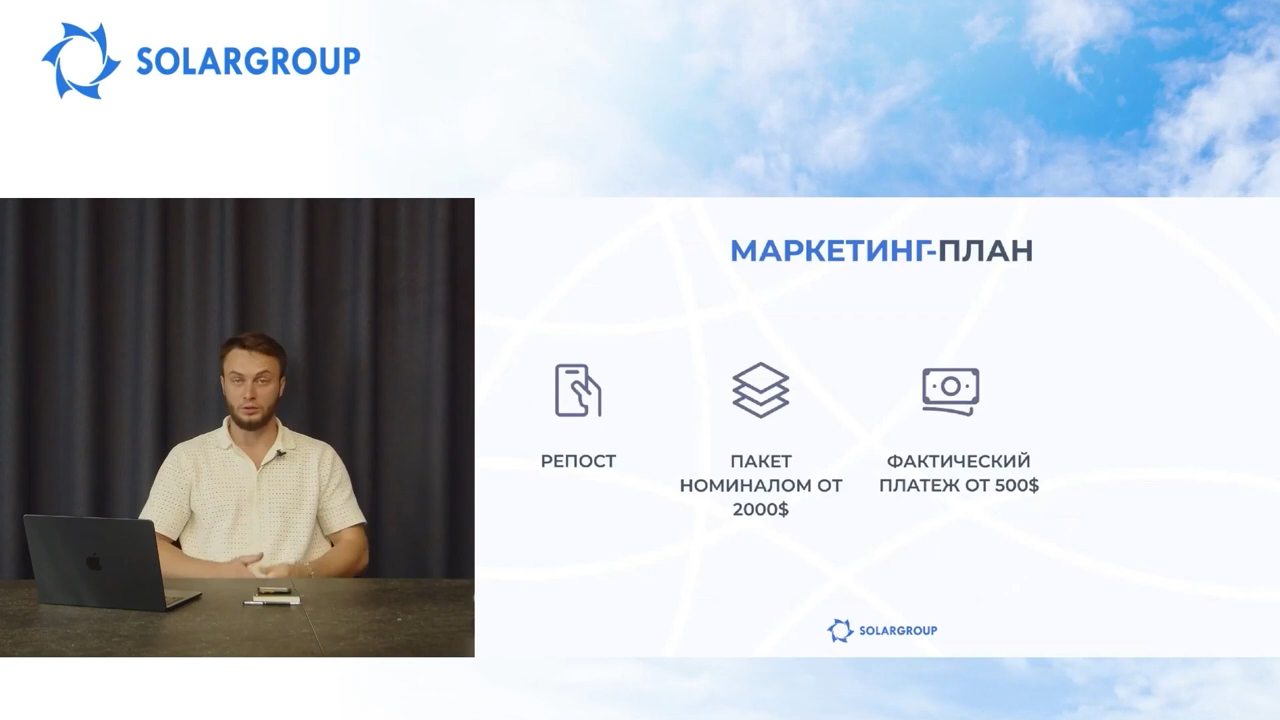 SOLARGROUP
МАРКЕТИНГ-ПЛАН
РЕПОСТ
ПАКЕТ
НОМИНАЛОМ ОТ
2000$
ФАКТИЧЕСКИЙ
ПЛАТЕЖ ОТ 500$
SOLARGROUP